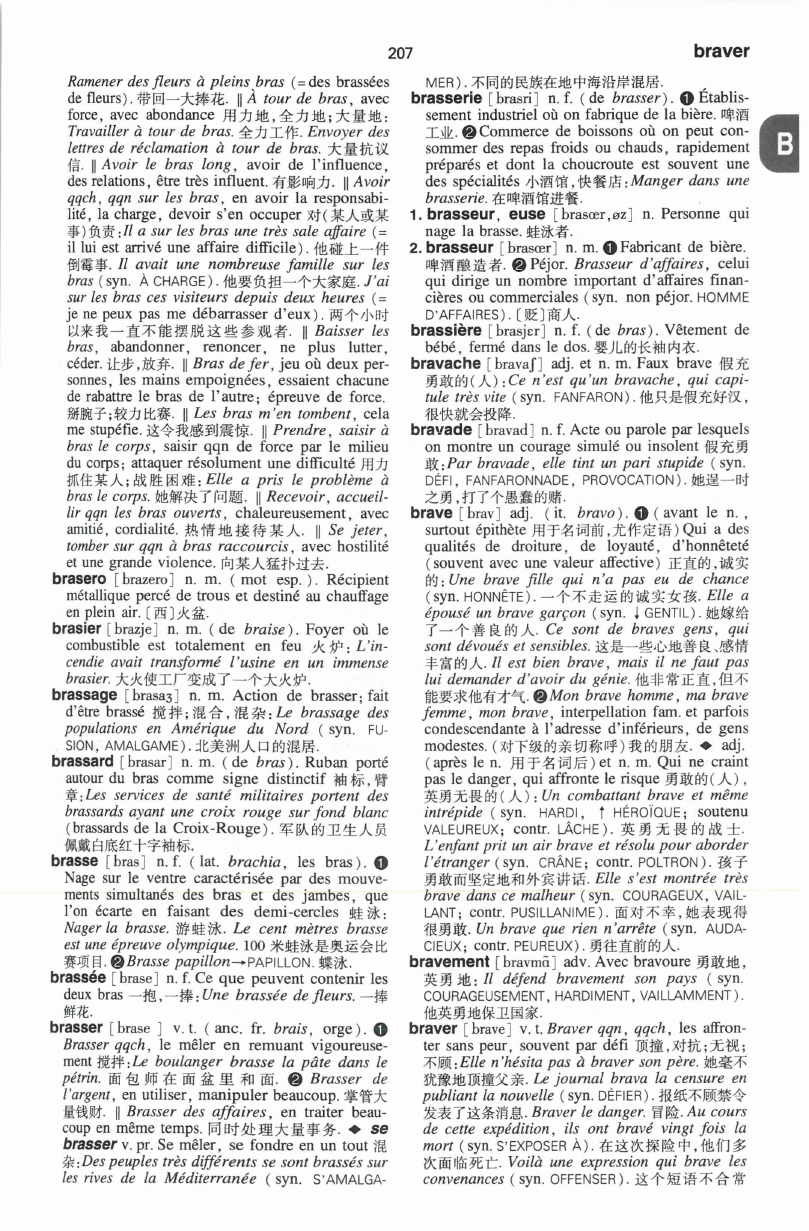 207
braver
B
Ramener des fleurs à pleins bras (= des brassées
de fleurs). 带回一大捧花. ‖ À tour de bras, avec
force, avec abondance 用力地,全力地;大量地:
Travailler à tour de bras. 全力工作. Envoyer des
lettres de réclamation à tour de bras. 大量抗议
信. ‖ Avoir le bras long, avoir de l'influence,
des relations, être très influent. 有影响力. ‖ Avoir
qqch, qqn sur les bras, en avoir la responsabi-
lité, la charge, devoir s'en occuper 对(某人或某
事)负责:Il a sur les bras une très sale affaire (=
il lui est arrivé une affaire difficile). 他碰上一件
倒霉事. Il avait une nombreuse famille sur les
bras (syn. À CHARGE). 他要负担一个大家庭. J'ai
sur les bras ces visiteurs depuis deux heures (=
je ne peux pas me débarrasser d'eux). 两个小时
以来我一直不能摆脱这些参观者. ‖ Baisser les
bras, abandonner, renoncer, ne plus lutter,
céder. 让步,放弃. ‖ Bras de fer, jeu où deux per-
sonnes, les mains empoignées, essaient chacune
de rabattre le bras de l'autre; épreuve de force.
掰腕子;较力比赛. ‖ Les bras m'en tombent, cela
me stupéfie. 这令我感到震惊. ‖ Prendre, saisir à
bras le corps, saisir qqn de force par le milieu
du corps; attaquer résolument une difficulté 用力
抓住某人;战胜困难: Elle a pris le problème à
bras le corps. 她解决了问题. ‖ Recevoir, accueil-
lir qqn les bras ouverts, chaleureusement, avec
amitié, cordialité. 热情地接待某人. ‖ Se jeter,
tomber sur qqn à bras raccourcis, avec hostilité
et une grande violence. 向某人猛扑过去.
brasero [brazero] n. m. (mot esp.). Récipient
métallique percé de trous et destiné au chauffage
en plein air. [西]火盆.
brasier [brazje] n. m. (de braise). Foyer où le
combustible est totalement en feu 火炉: L'in-
cendie avait transformé l'usine en un immense
brasier. 大火使工厂变成了一个大火炉.
brassage [brasaʒ] n. m. Action de brasser; fait
d'être brassé 搅拌;混合,混杂: Le brassage des
populations en Amérique du Nord (syn. FU-
SION, AMALGAME). 北美洲人口的混居.
brassard [brasar] n. m. (de bras). Ruban porté
autour du bras comme signe distinctif 袖标,臂
章:Les services de santé militaires portent des
brassards ayant une croix rouge sur fond blanc
(brassards de la Croix-Rouge). 军队的卫生人员
佩戴白底红十字袖标.
brasse [bras] n. f. (lat. brachia, les bras). ❶
Nage sur le ventre caractérisée par des mouve-
ments simultanés des bras et des jambes, que
l'on écarte en faisant des demi-cercles 蛙泳:
Nager la brasse. 游蛙泳. Le cent mètres brasse
est une épreuve olympique. 100 米蛙泳是奥运会比
赛项目. ❷ Brasse papillon→PAPILLON. 蝶泳.
brassée [brase] n. f. Ce que peuvent contenir les
deux bras 一抱,一捧: Une brassée de fleurs. 一捧
鲜花.
brasser [brase ] v. t. (anc. fr. brais, orge). ❶
Brasser qqch, le mêler en remuant vigoureuse-
ment 搅拌:Le boulanger brasse la pâte dans le
pétrin. 面包师在面盆里和面. ❷ Brasser de
l'argent, en utiliser, manipuler beaucoup. 掌管大
量钱财. ‖ Brasser des affaires, en traiter beau-
coup en même temps. 同时处理大量事务. ◆ se
brasser v. pr. Se mêler, se fondre en un tout 混
杂:Des peuples très différents se sont brassés sur
les rives de la Méditerranée (syn. S'AMALGA-
MER). 不同的民族在地中海沿岸混居.
brasserie [brasri] n. f. (de brasser). ❶ Établis-
sement industriel où on fabrique de la bière. 啤酒
工业. ❷ Commerce de boissons où on peut con-
sommer des repas froids ou chauds, rapidement
préparés et dont la choucroute est souvent une
des spécialités 小酒馆,快餐店: Manger dans une
brasserie. 在啤酒馆进餐.
1. brasseur, euse [brasœr,øz] n. Personne qui
nage la brasse. 蛙泳者.
2. brasseur [brasœr] n. m. ❶ Fabricant de bière.
啤酒酿造者. ❷ Péjor. Brasseur d'affaires, celui
qui dirige un nombre important d'affaires finan-
cières ou commerciales (syn. non péjor. HOMME
D'AFFAIRES). [贬]商人.
brassière [brasjer] n. f. (de bras). Vêtement de
bébé, fermé dans le dos. 婴儿的长袖内衣.
bravache [bravaʃ] adj. et n. m. Faux brave 假充
勇敢的(人):Ce n'est qu'un bravache, qui capi-
tule très vite (syn. FANFARON). 他只是假充好汉,
很快就会投降.
bravade [bravad] n. f. Acte ou parole par lesquels
on montre un courage simulé ou insolent 假充勇
敢:Par bravade, elle tint un pari stupide (syn.
DÉFI, FANFARONNADE, PROVOCATION). 她逞一时
之勇,打了个愚蠢的赌.
brave [brav] adj. (it. bravo). ❶ (avant le n.,
surtout épithète 用于名词前,尤作定语) Qui a des
qualités de droiture, de loyauté, d'honnêteté
(souvent avec une valeur affective) 正直的,诚实
的: Une brave fille qui n'a pas eu de chance
(syn. HONNÊTE). 一个不走运的诚实女孩. Elle a
épousé un brave garçon (syn. ↓ GENTIL). 她嫁给
了一个善良的人. Ce sont de braves gens, qui
sont dévoués et sensibles. 这是一些心地善良、感情
丰富的人. Il est bien brave, mais il ne faut pas
lui demander d'avoir du génie. 他非常正直,但不
能要求他有才气. ❷ Mon brave homme, ma brave
femme, mon brave, interpellation fam. et parfois
condescendante à l'adresse d'inférieurs, de gens
modestes. (对下级的亲切称呼)我的朋友. ◆ adj.
(après le n. 用于名词后) et n. m. Qui ne craint
pas le danger, qui affronte le risque 勇敢的(人),
英勇无畏的(人): Un combattant brave et même
intrépide (syn. HARDI, ↑ HÉROÏQUE; soutenu
VALEUREUX; contr. LÂCHE). 英勇无畏的战士.
L'enfant prit un air brave et résolu pour aborder
l'étranger (syn. CRÂNE; contr. POLTRON). 孩子
勇敢而坚定地和外宾讲话. Elle s'est montrée très
brave dans ce malheur (syn. COURAGEUX, VAIL-
LANT; contr. PUSILLANIME). 面对不幸,她表现得
很勇敢. Un brave que rien n'arrête (syn. AUDA-
CIEUX; contr. PEUREUX). 勇往直前的人.
bravement [bravmɑ̃] adv. Avec bravoure 勇敢地,
英勇地: Il défend bravement son pays (syn.
COURAGEUSEMENT, HARDIMENT, VAILLAMMENT).
他英勇地保卫国家.
braver [brave] v. t. Braver qqn, qqch, les affron-
ter sans peur, souvent par défi 顶撞,对抗;无视;
不顾:Elle n'hésita pas à braver son père. 她毫不
犹豫地顶撞父亲. Le journal brava la censure en
publiant la nouvelle (syn. DÉFIER). 报纸不顾禁令
发表了这条消息. Braver le danger. 冒险. Au cours
de cette expédition, ils ont bravé vingt fois la
mort (syn. S'EXPOSER À). 在这次探险中,他们多
次面临死亡. Voilà une expression qui brave les
convenances (syn. OFFENSER). 这个短语不合常